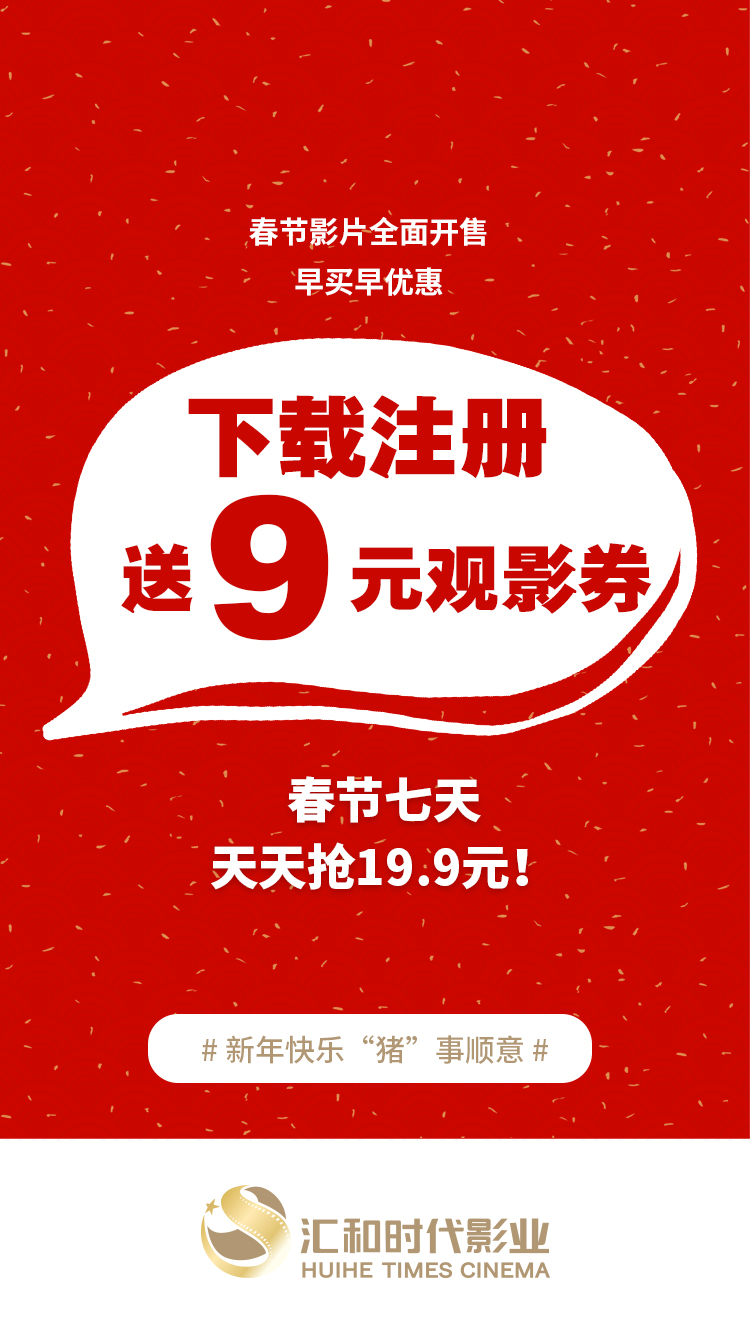 春节影片全面开售
早买早优惠
下载注册
送9元观影券
春节七天
天天抢19.9元！
# 新年快乐“猪”事顺意 #
汇和时代影业
HUIHE TIMES CINEMA